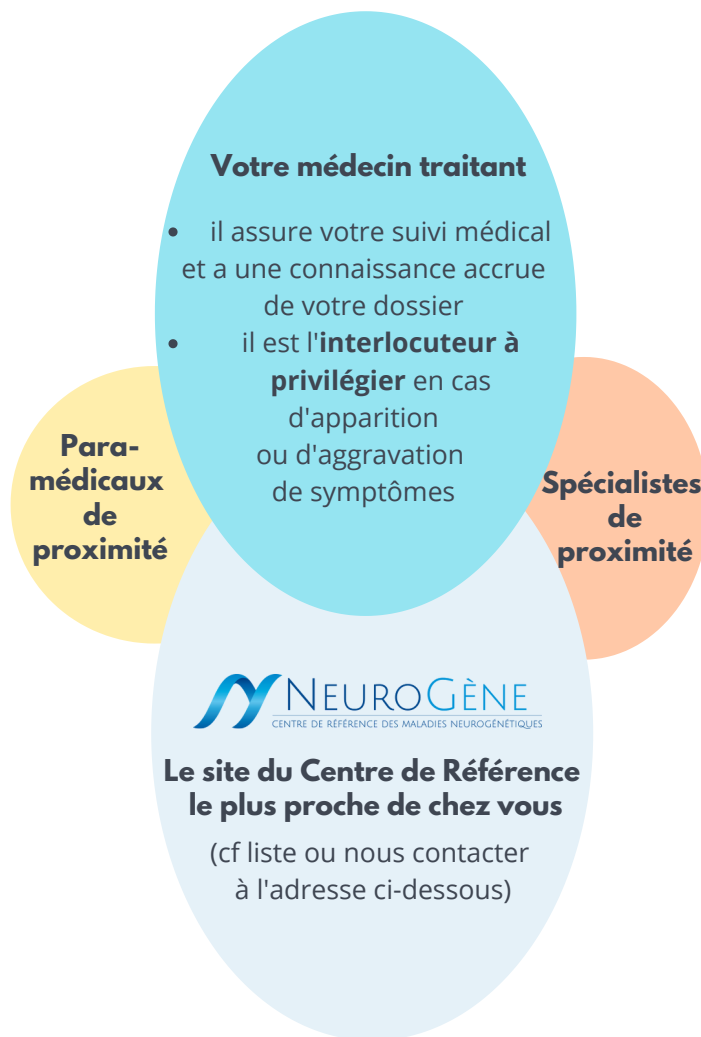 Votre médecin traitant
• il assure votre suivi médical
et a une connaissance accrue
de votre dossier
• il est l'interlocuteur à
privilégier en cas
d'apparition
ou d'aggravation
de symptômes
Para-
médicaux
de
proximité
Spécialistes
de
proximité
NEUROGÈNE
CENTRE DE RÉFÉRENCE DES MALADIES NEUROGÉNÉTIQUES
Le site du Centre de Référence
le plus proche de chez vous
(cf liste ou nous contacter
à l'adresse ci-dessous)